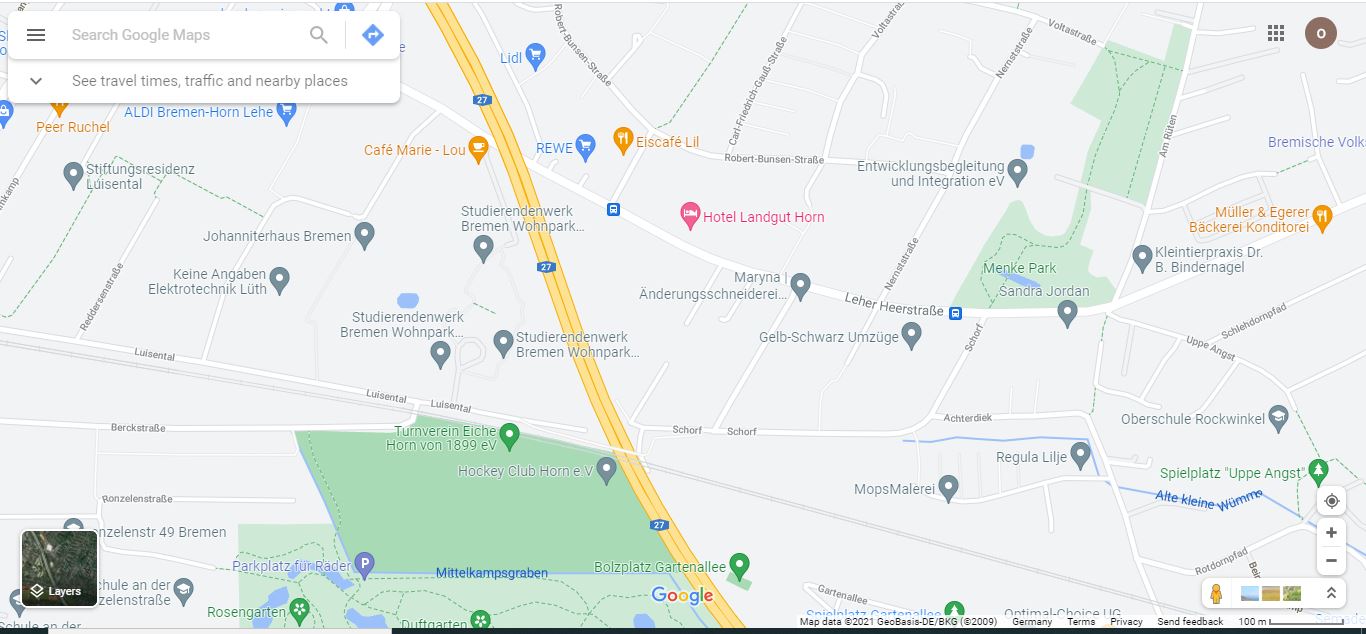 Search Google Maps
See travel times, traffic and nearby places
O
Lidl
27
ALDI Bremen-Horn Lehe
Peer Ruchel
Café Marie - Lou
REWE
Eiscafé Lil
Robert-Bunsen-Straße
Robert-Bunsen-Straße
Carl-Friedrich-Gauß-Straße
Voltastraße
Voltastraße
Nernststraße
Am Rüten
Entwicklungsbegleitung
und Integration eV
Stiftungsresidenz
Luisental
Studierendenwerk
Bremen Wohnpark...
Hotel Landgut Horn
Müller & Egerer
Bäckerei Konditorei
Johanniterhaus Bremen
Keine Angaben
Elektrotechnik Lüth
27
Maryna |
Änderungsschneiderei...
Nernststraße
Menke Park
Sandra Jordan
Kleintierpraxis Dr.
B. Bindernagel
Reddersenstraße
Leher Heerstraße
Studierendenwerk
Bremen Wohnpark...
Studierendenwerk
Bremen Wohnpark...
Gelb-Schwarz Umzüge
Schorf
Schlehdornpfad
Uppe Angst
Luisental
Luisental
Luisental
Berckstraße
Turnverein Eiche
Horn von 1899 eV
Schorf
Schorf
Achterdiek
Oberschule Rockwinkel
Hockey Club Horn e.V
Regula Lilje
MopsMalerei
Spielplatz "Uppe Angst"
Alte kleine Wümme
Ronzelenstraße
27
Parkplatz für Räder
P
Mittelkampsgraben
Bolzplatz Gartenallee
Rotdornpfad
Layers
Google
Gartenallee
Rosengarten
Duftgarten
Spielplatz Gartenallee
Optimal-Choice UG
Map data ©2021 GeoBasis-DE/BKG (©2009) Germany Terms Privacy Send feedback 100 m